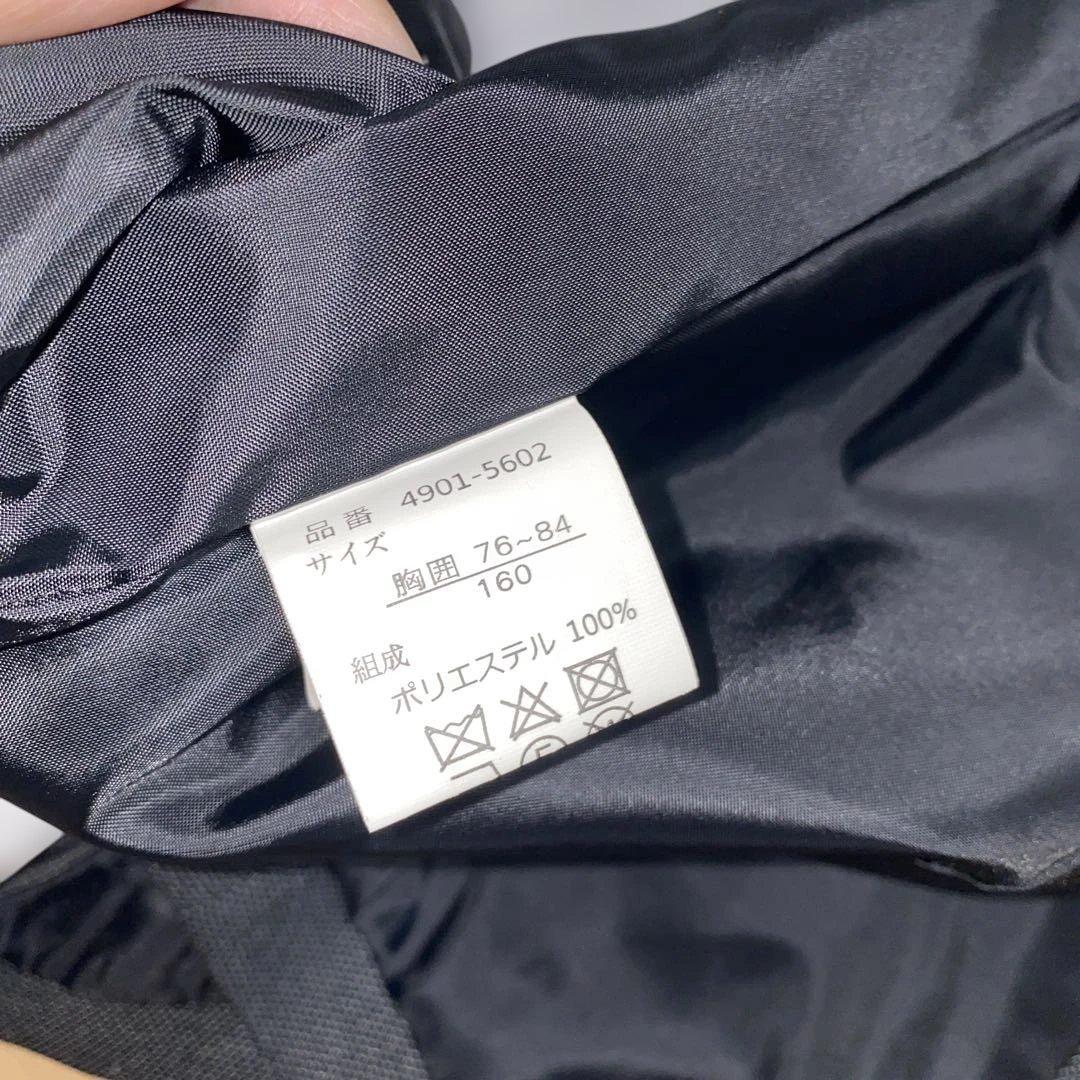 品番 4901-5602
サイズ
胸囲 76~84
160
組成
ポリエステル 100%